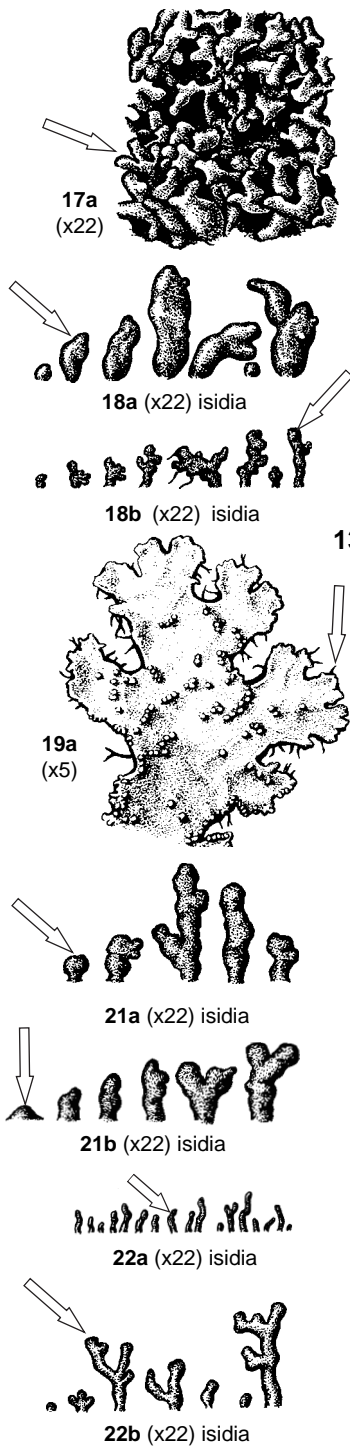 17a
(x22)
18a (x22) isidia
18b (x22) isidia
13
19a
(x5)
21a (x22) isidia
21b (x22) isidia
22a (x22) isidia
22b (x22) isidia